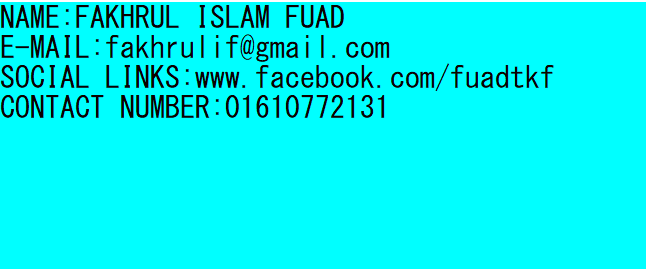 NAME:FAKHRUL ISLAM FUAD
E-MAIL:fakhrulif@gmail.com
SOCIAL LINKS:www.facebook.com/fuadtkf
CONTACT NUMBER:01610772131